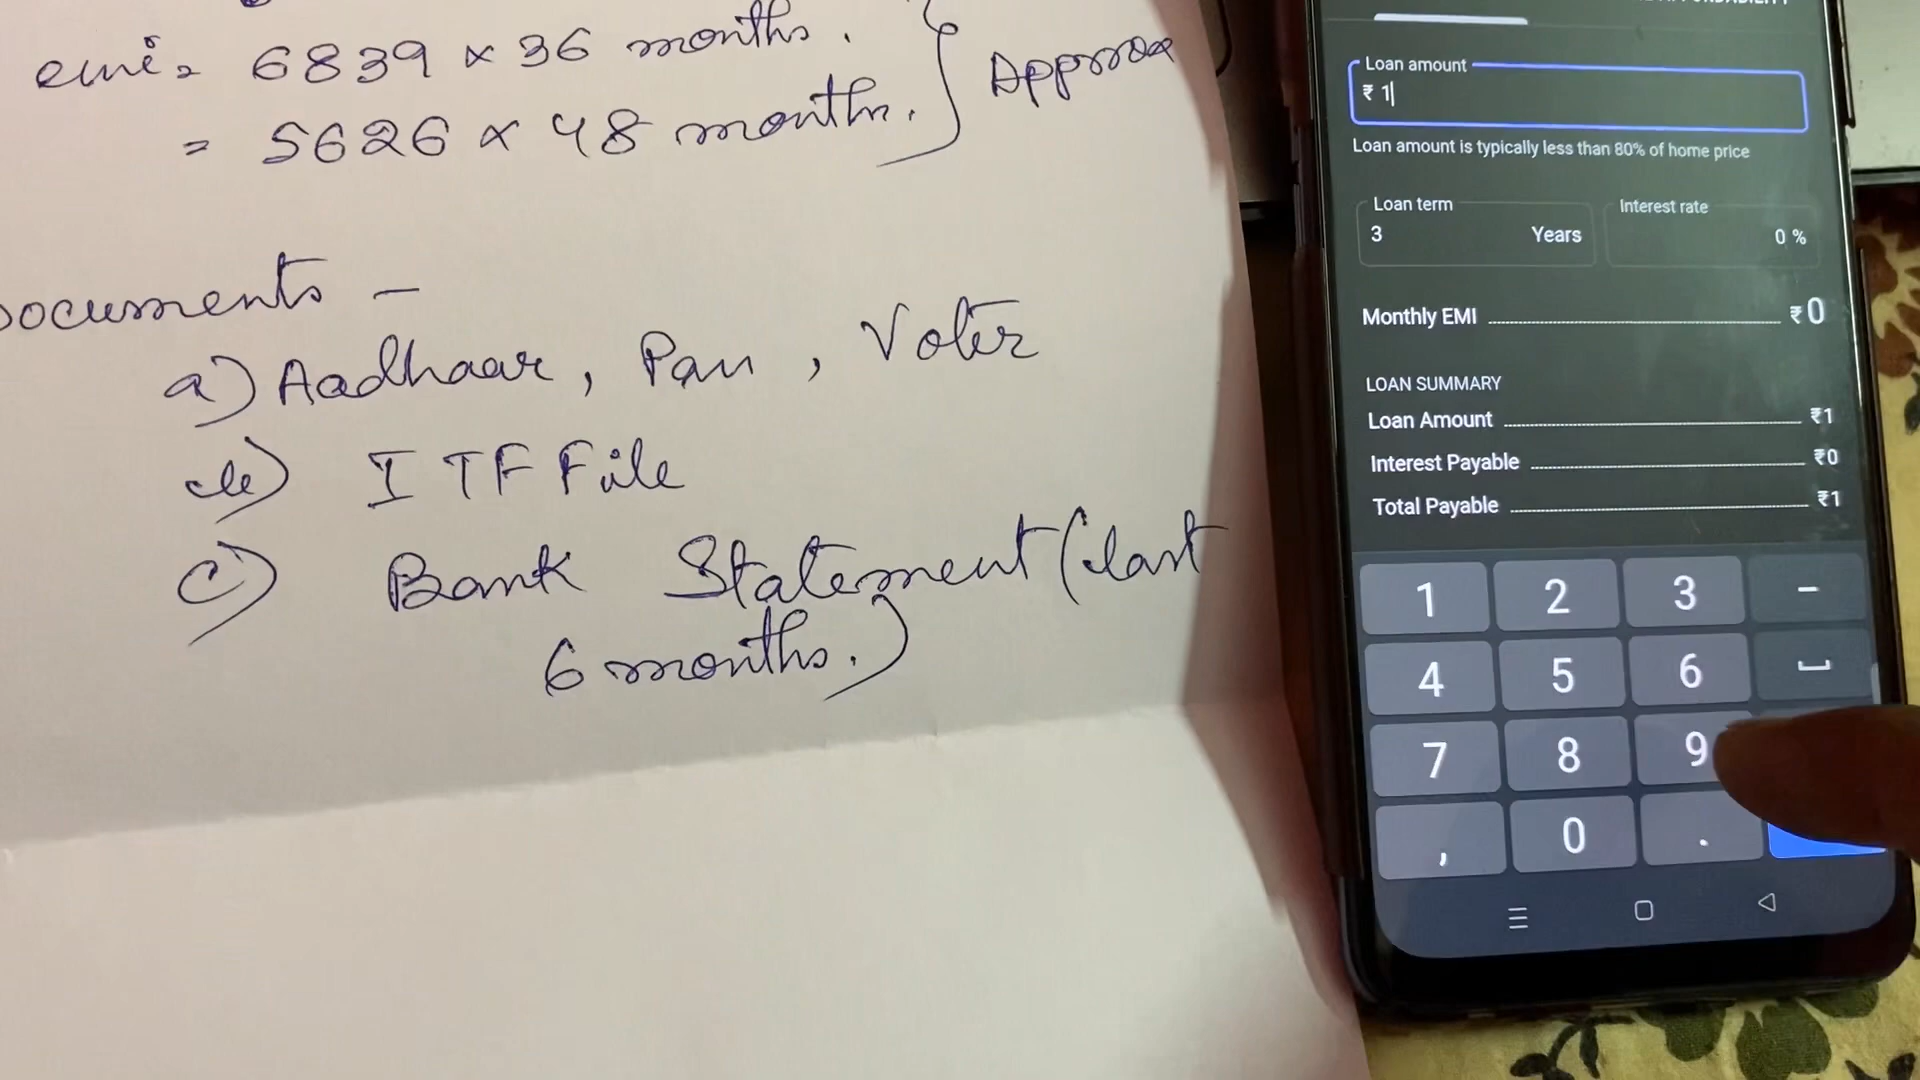 emi = 6839 x 36 months.
= 5626 x 48 months.
Approx
Documents -
a) Aadhaar, Pan, Voter
b) ITF File
c) Bank Statement (last
6 months.)
Loan amount
₹ 1
Loan amount is typically less than 80% of home price
Loan term
3 Years
Interest rate
0 %
Monthly EMI ₹0
LOAN SUMMARY
Loan Amount ₹1
Interest Payable ₹0
Total Payable ₹1
1 2 3 -
4 5 6
7 8 9
, 0 .